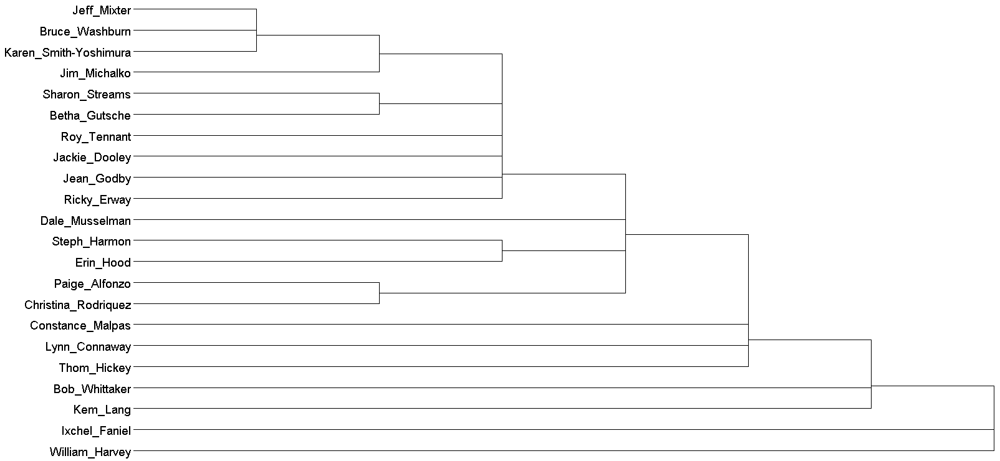 Jeff_Mixter
Bruce_Washburn
Karen_Smith-Yoshimura
Jim_Michalko
Sharon_Streams
Betha_Gutsche
Roy_Tennant
Jackie_Dooley
Jean_Godby
Ricky_Erway
Dale_Musselman
Steph_Harmon
Erin_Hood
Paige_Alfonzo
Christina_Rodriquez
Constance_Malpas
Lynn_Connaway
Thom_Hickey
Bob_Whittaker
Kem_Lang
Ixchel_Faniel
William_Harvey